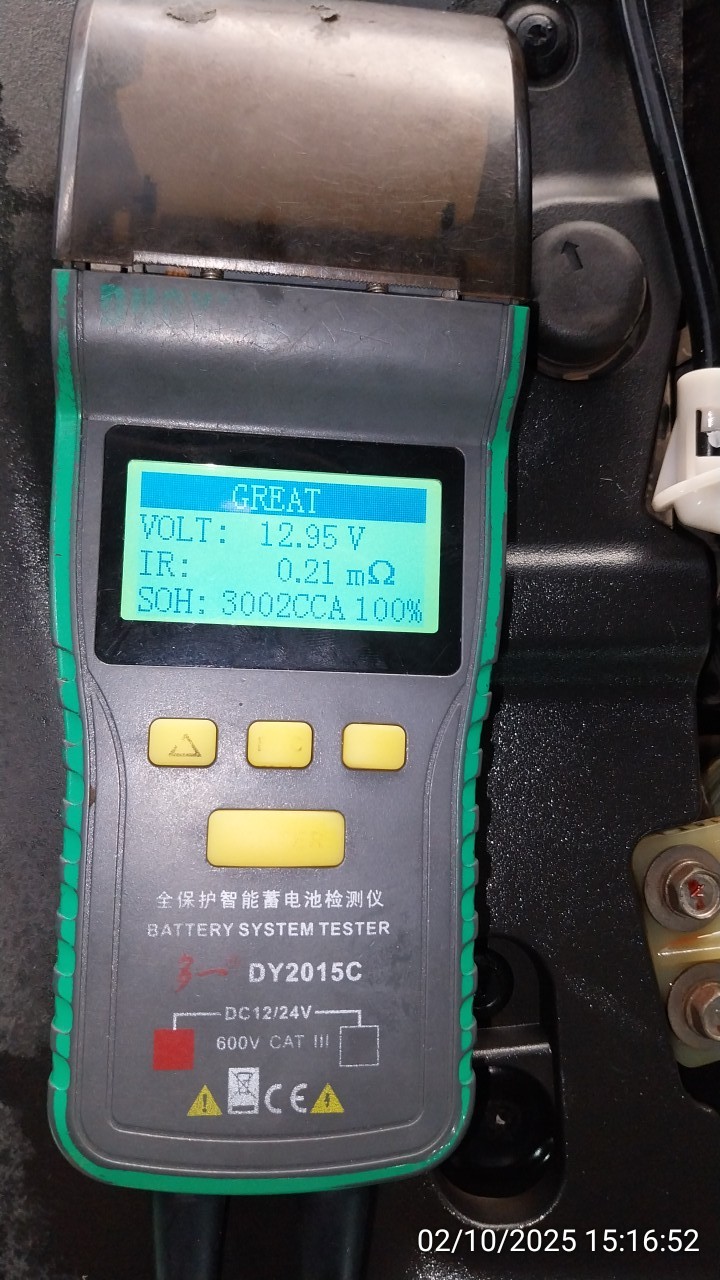 GREAT
VOLT: 12.95 V
IR: 0.21 mΩ
SOH: 3002CCA 100%
全保护智能蓄电池检测仪
BATTERY SYSTEM TESTER
DY2015C
DC12/24V
600V CAT III
CE
02/10/2025 15:16:52